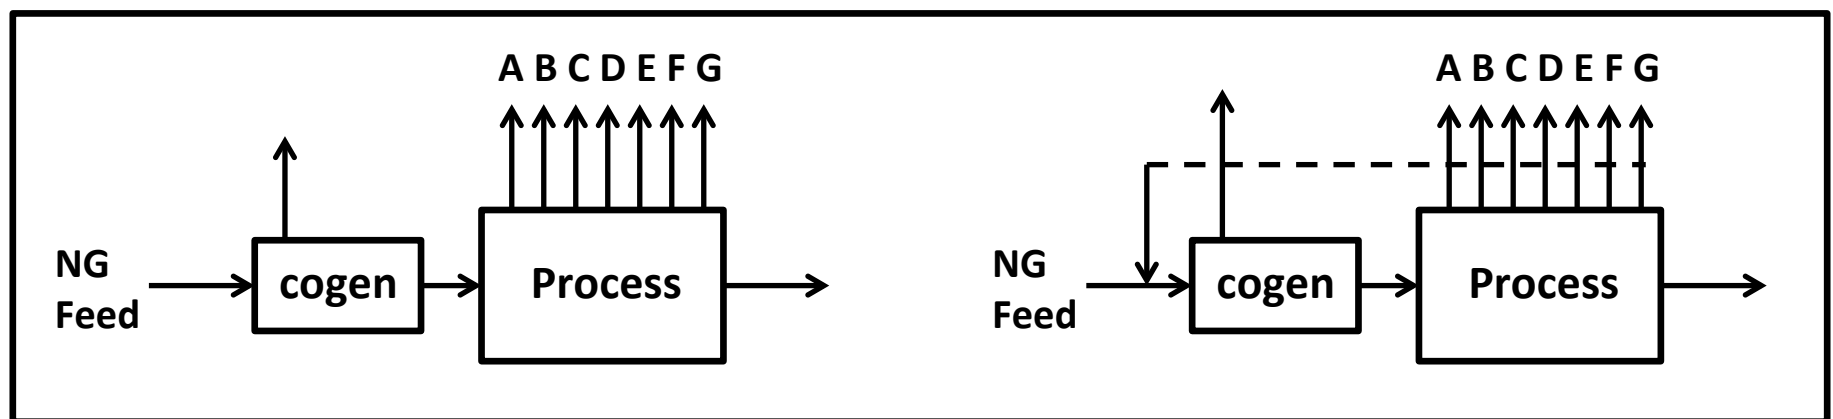 A B C D E F G
NG
Feed
cogen
Process
A B C D E F G
NG
Feed
cogen
Process